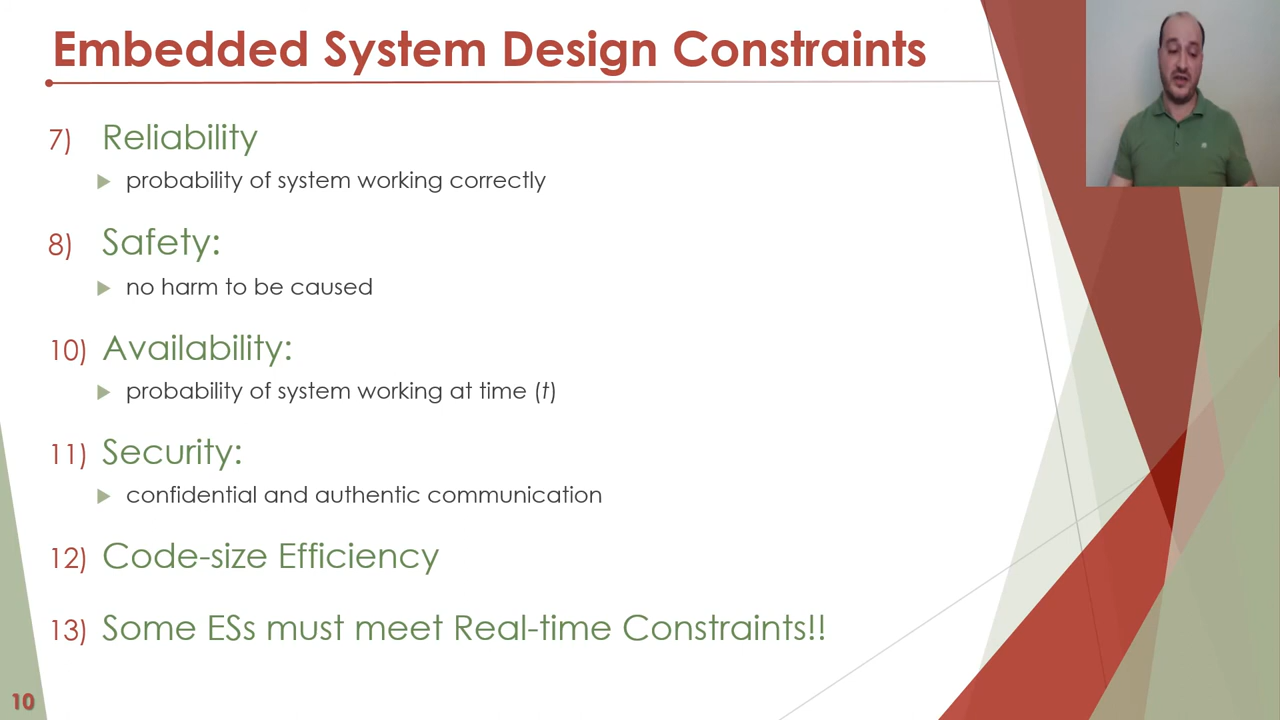 Embedded System Design Constraints
7) Reliability
probability of system working correctly
8) Safety:
no harm to be caused
10) Availability:
probability of system working at time (t)
11) Security:
confidential and authentic communication
12) Code-size Efficiency
13) Some ESs must meet Real-time Constraints!!
10